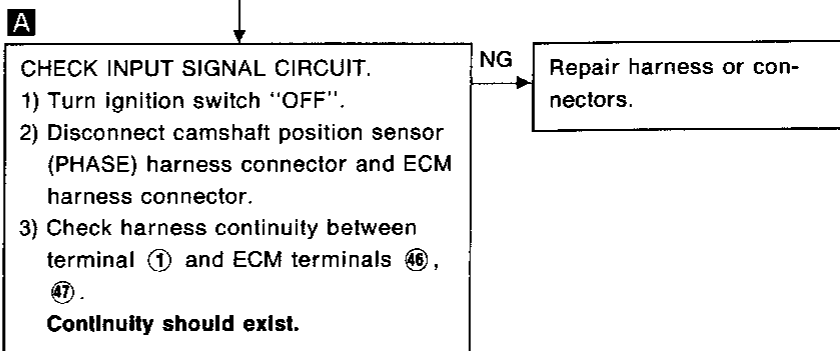 A
CHECK INPUT SIGNAL CIRCUIT.
1) Turn ignition switch "OFF".
2) Disconnect camshaft position sensor
(PHASE) harness connector and ECM
harness connector.
3) Check harness continuity between
terminal ① and ECM terminals ㊻,
㊼.
Continuity should exist.
NG
Repair harness or con-
nectors.